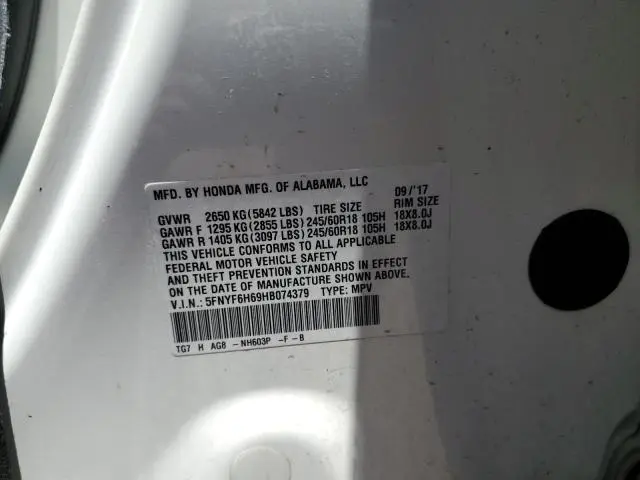 MFD. BY HONDA MFG. OF ALABAMA, LLC 09/'17
GVWR 2650 KG (5842 LBS) TIRE SIZE RIM SIZE
GAWR F 1295 KG (2855 LBS) 245/60R18 105H 18X8.0J
GAWR R 1405 KG (3097 LBS) 245/60R18 105H 18X8.0J
THIS VEHICLE CONFORMS TO ALL APPLICABLE
FEDERAL MOTOR VEHICLE SAFETY
AND THEFT PREVENTION STANDARDS IN EFFECT
ON THE DATE OF MANUFACTURE SHOWN ABOVE.
V.I.N.: 5FNYF6H69HB074379 TYPE: MPV
TG7 H AG8 -NH603P -F -B